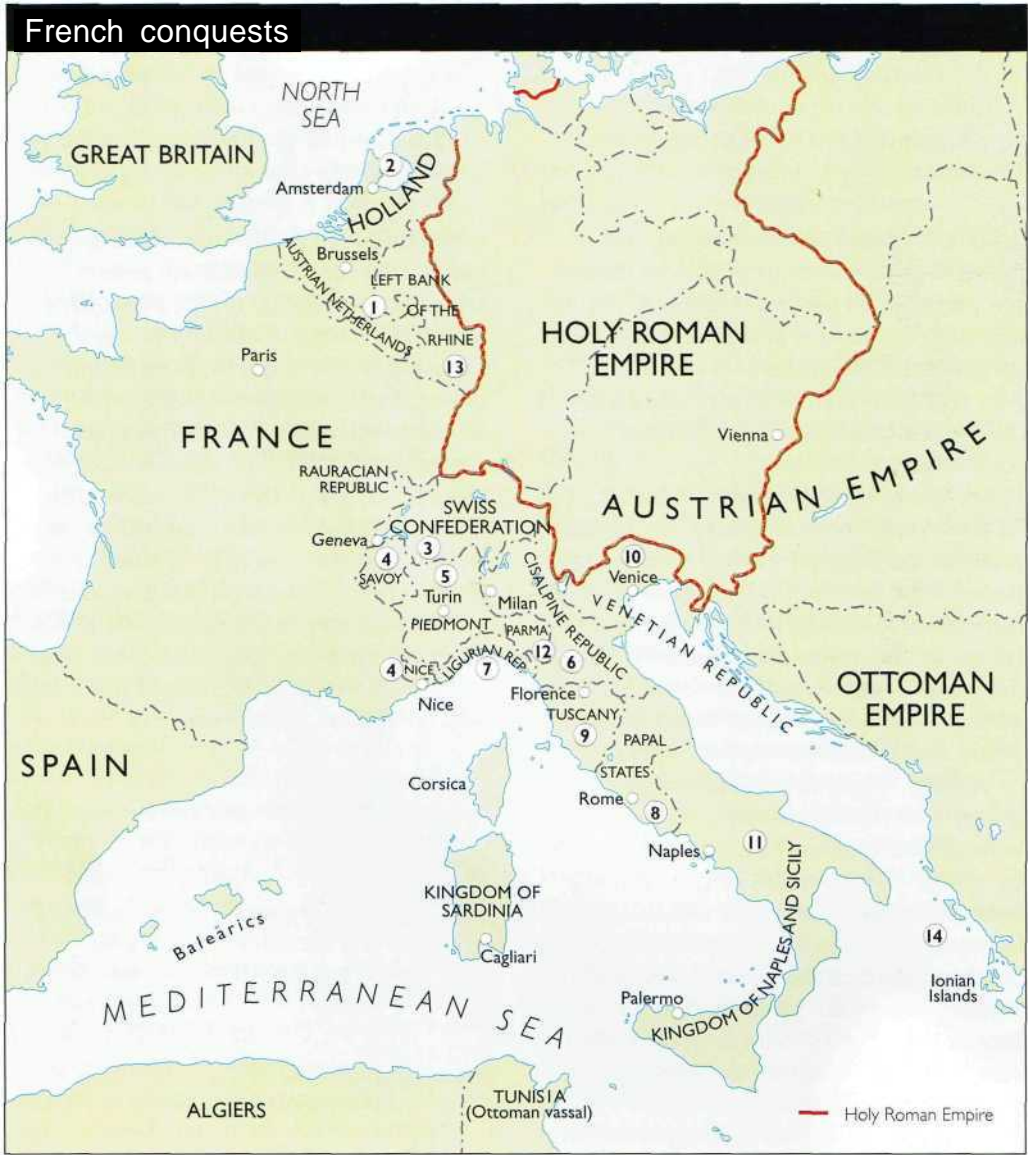 French conquests
NORTH
SEA
GREAT BRITAIN
2
Amsterdam
HOLLAND
AUSTRIAN NETHERLANDS
Brussels
LEFT BANK
OF THE
RHINE
1
13
Paris
HOLY ROMAN
EMPIRE
Vienna
FRANCE
AUSTRIAN EMPIRE
RAURACIAN
REPUBLIC
SWISS
CONFEDERATION
Geneva
3
4
SAVOY
5
Turin
PIEDMONT
Milan
CISALPINE REPUBLIC
10
Venice
VENETIAN REPUBLIC
PARMA
12
6
4
NICE
LIGURIAN REP.
7
Nice
Florence
TUSCANY
9
PAPAL
STATES
OTTOMAN
EMPIRE
SPAIN
Corsica
Rome
8
Naples
11
KINGDOM OF
SARDINIA
Cagliari
Balearics
KINGDOM OF NAPLES AND SICILY
14
Ionian
Islands
Palermo
MEDITERRANEAN SEA
ALGIERS
TUNISIA
(Ottoman vassal)
Holy Roman Empire